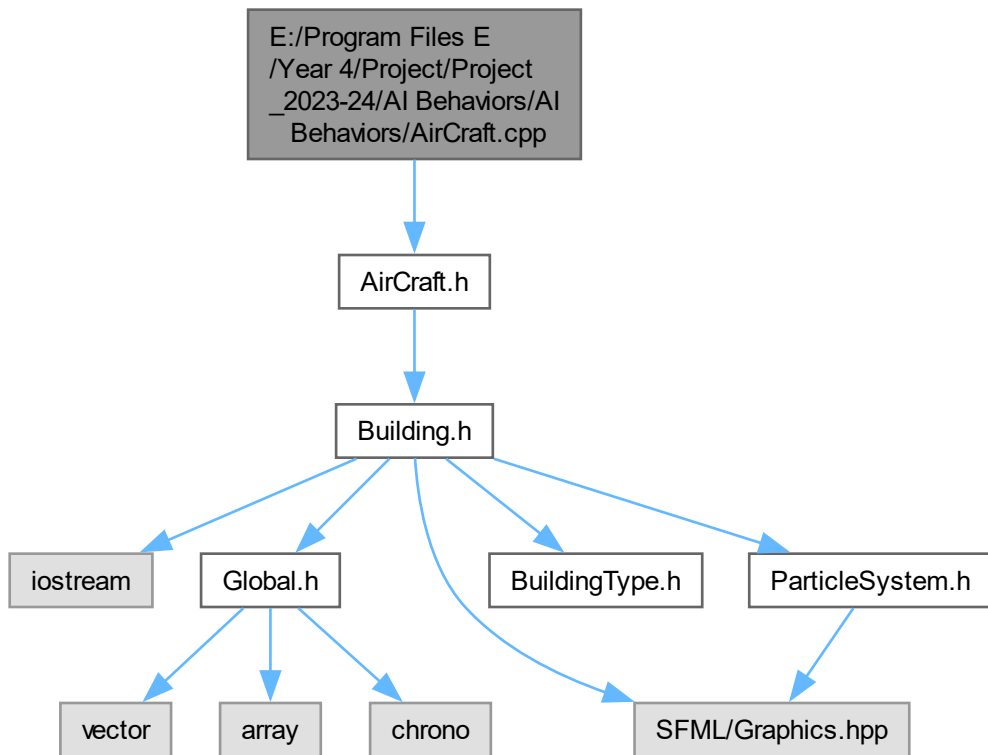 E:/Program Files E
/Year 4/Project/Project
_2023-24/AI Behaviors/AI
Behaviors/AirCraft.cpp
AirCraft.h
Building.h
iostream
Global.h
BuildingType.h
ParticleSystem.h
vector
array
chrono
SFML/Graphics.hpp